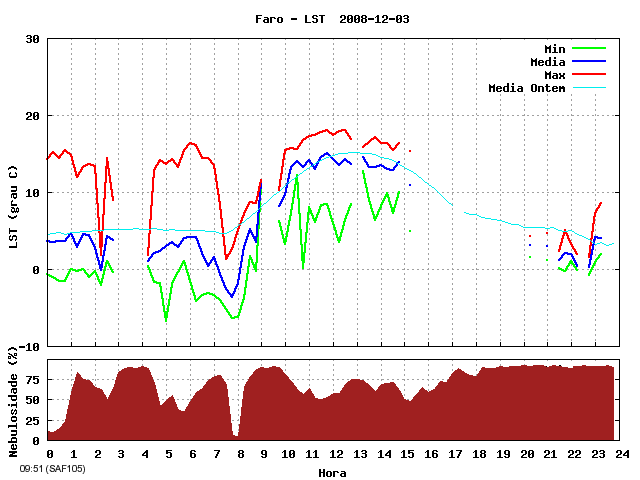 Faro - LST 2008-12-03
Min
Media
Max
Media Ontem
LST (grau C)
30
20
10
0
-10
Nebulosidade (%)
75
50
25
0
0 1 2 3 4 5 6 7 8 9 10 11 12 13 14 15 16 17 18 19 20 21 22 23 24
Hora
09:51 (SAF105)